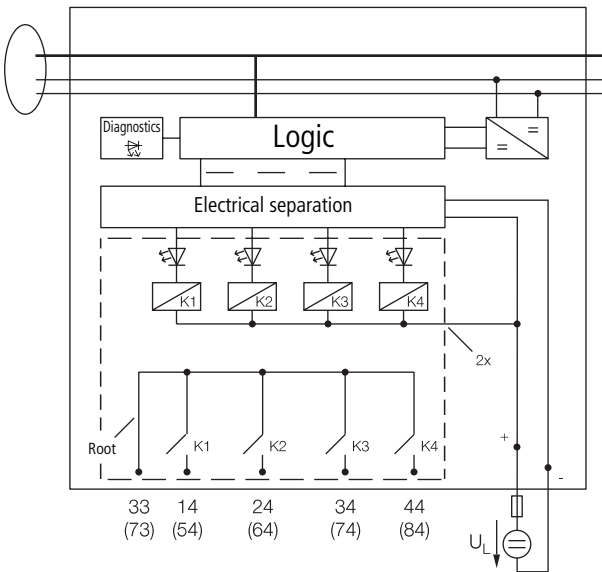 Diagnostics
Logic
=
=
Electrical separation
K1
K2
K3
K4
2x
Root
K1
K2
K3
K4
+
-
33
14
24
34
44
(73)
(54)
(64)
(74)
(84)
UL